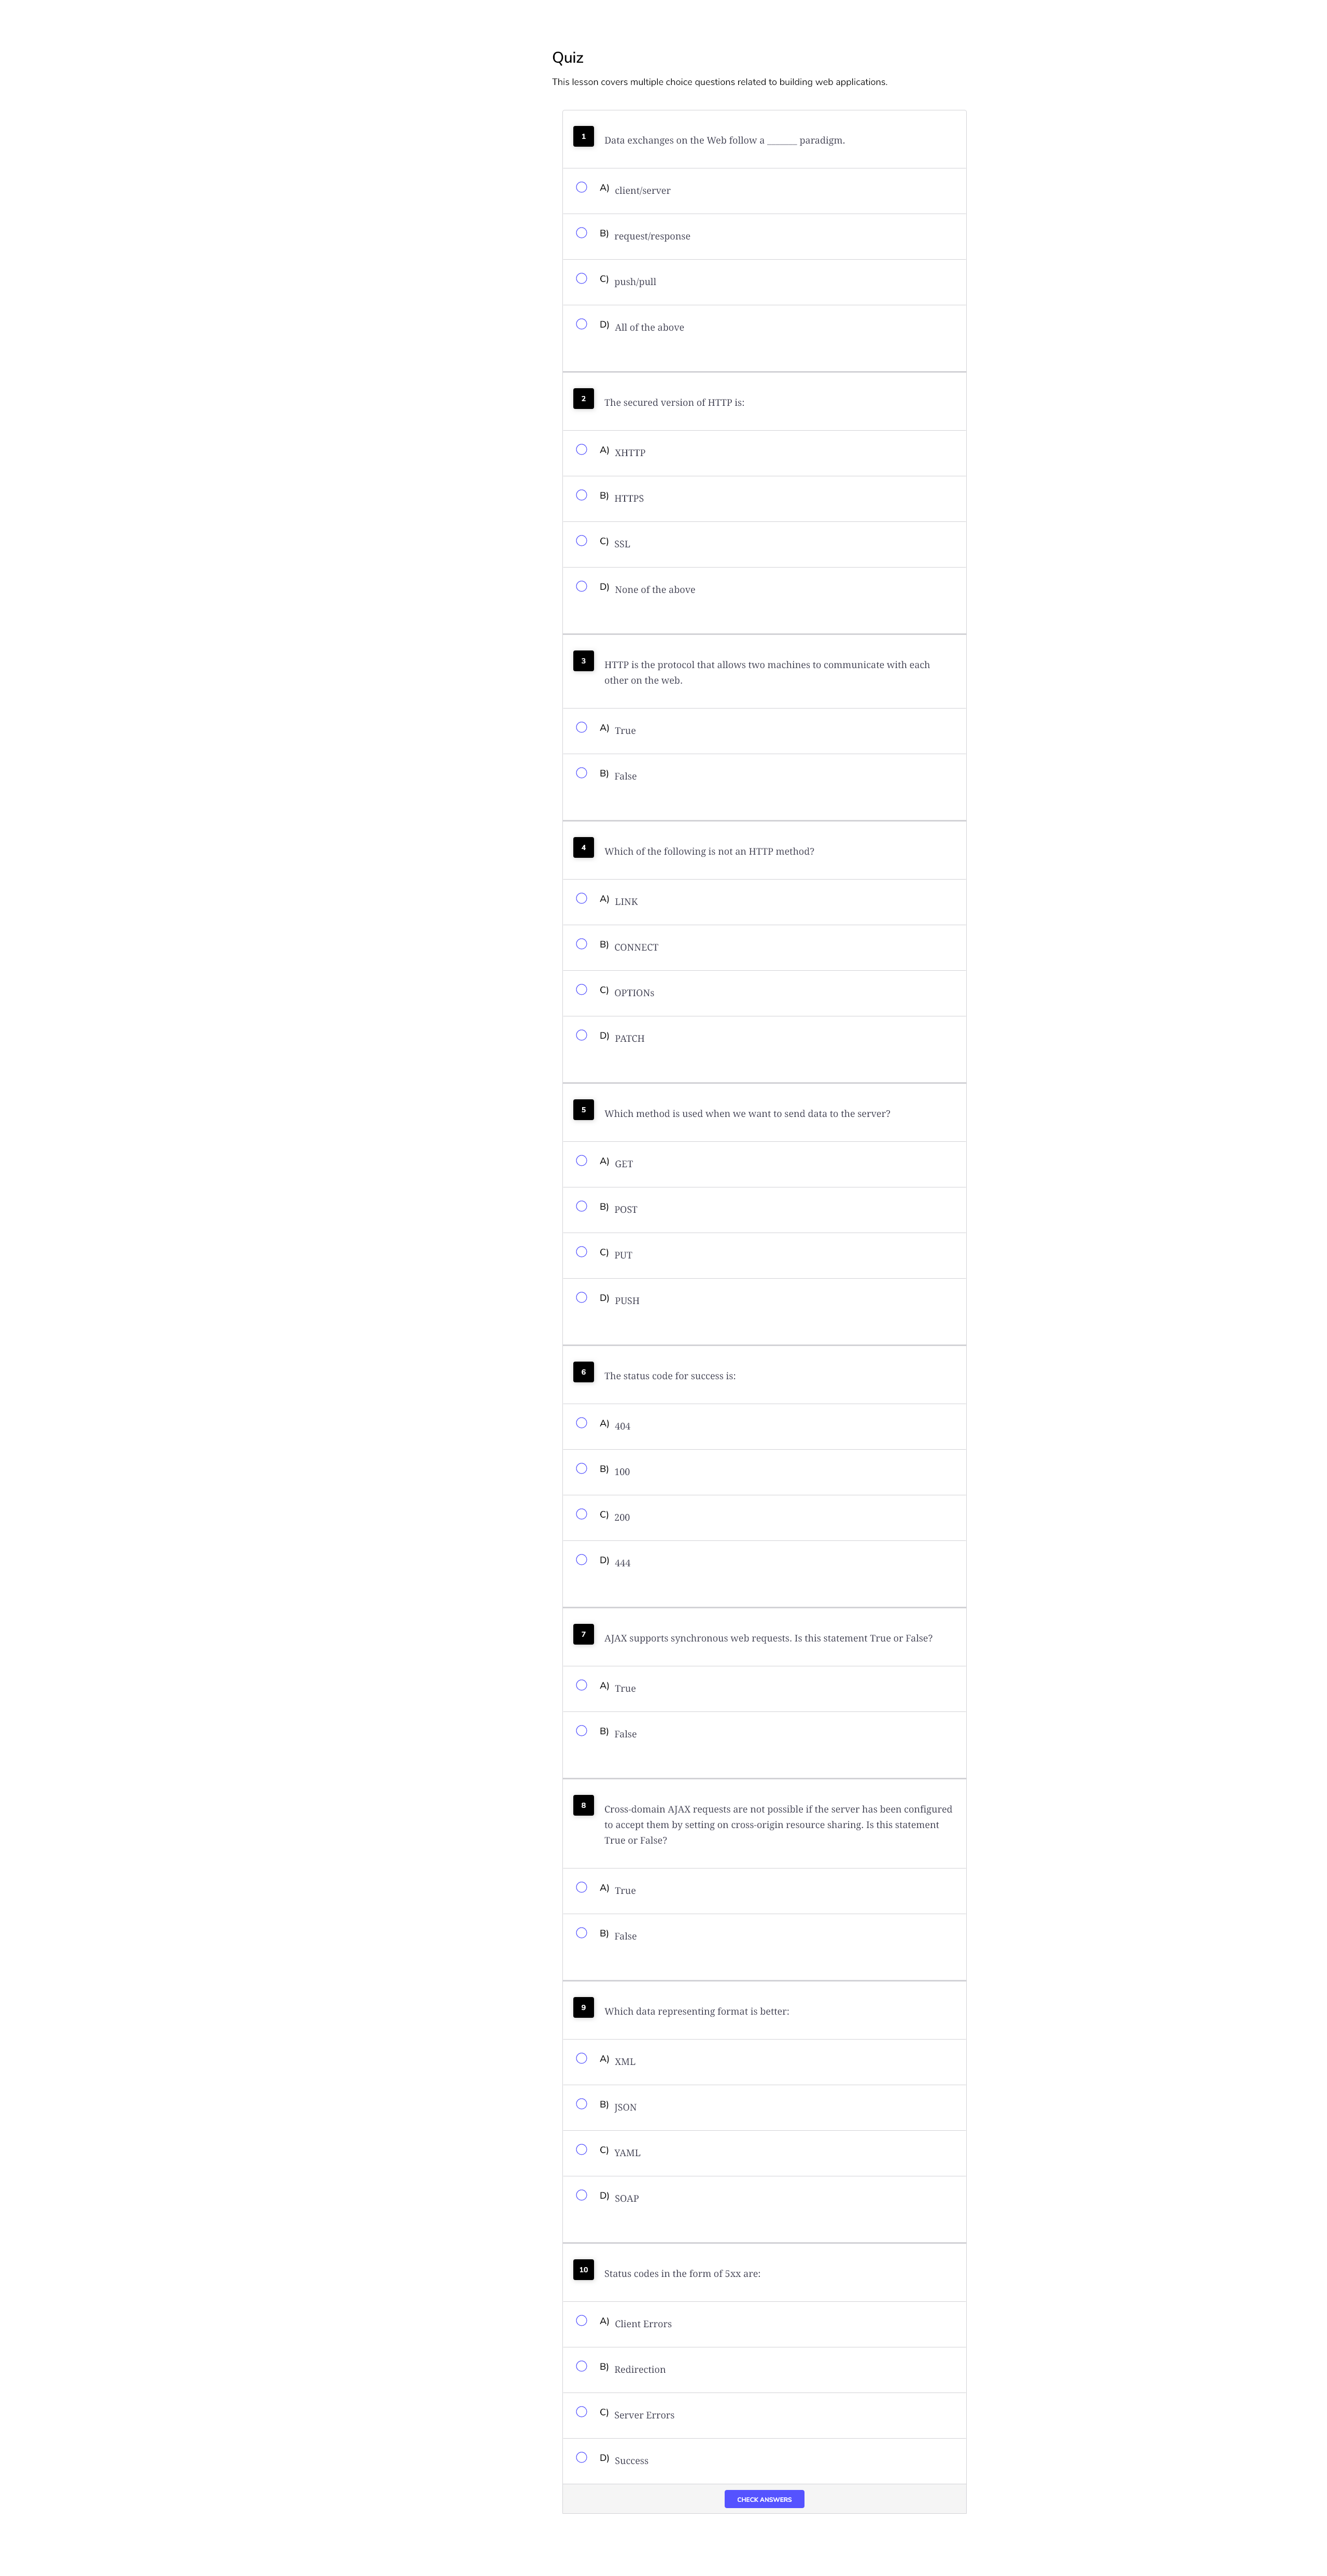 Quiz
This lesson covers multiple choice questions related to building web applications.
1 Data exchanges on the Web follow a ______ paradigm.
A) client/server
B) request/response
C) push/pull
D) All of the above
2 The secured version of HTTP is:
A) XHTTP
B) HTTPS
C) SSL
D) None of the above
3 HTTP is the protocol that allows two machines to communicate with each
other on the web.
A) True
B) False
4 Which of the following is not an HTTP method?
A) LINK
B) CONNECT
C) OPTIONs
D) PATCH
5 Which method is used when we want to send data to the server?
A) GET
B) POST
C) PUT
D) PUSH
6 The status code for success is:
A) 404
B) 100
C) 200
D) 444
7 AJAX supports synchronous web requests. Is this statement True or False?
A) True
B) False
8 Cross-domain AJAX requests are not possible if the server has been configured
to accept them by setting on cross-origin resource sharing. Is this statement
True or False?
A) True
B) False
9 Which data representing format is better:
A) XML
B) JSON
C) YAML
D) SOAP
10 Status codes in the form of 5xx are:
A) Client Errors
B) Redirection
C) Server Errors
D) Success
CHECK ANSWERS